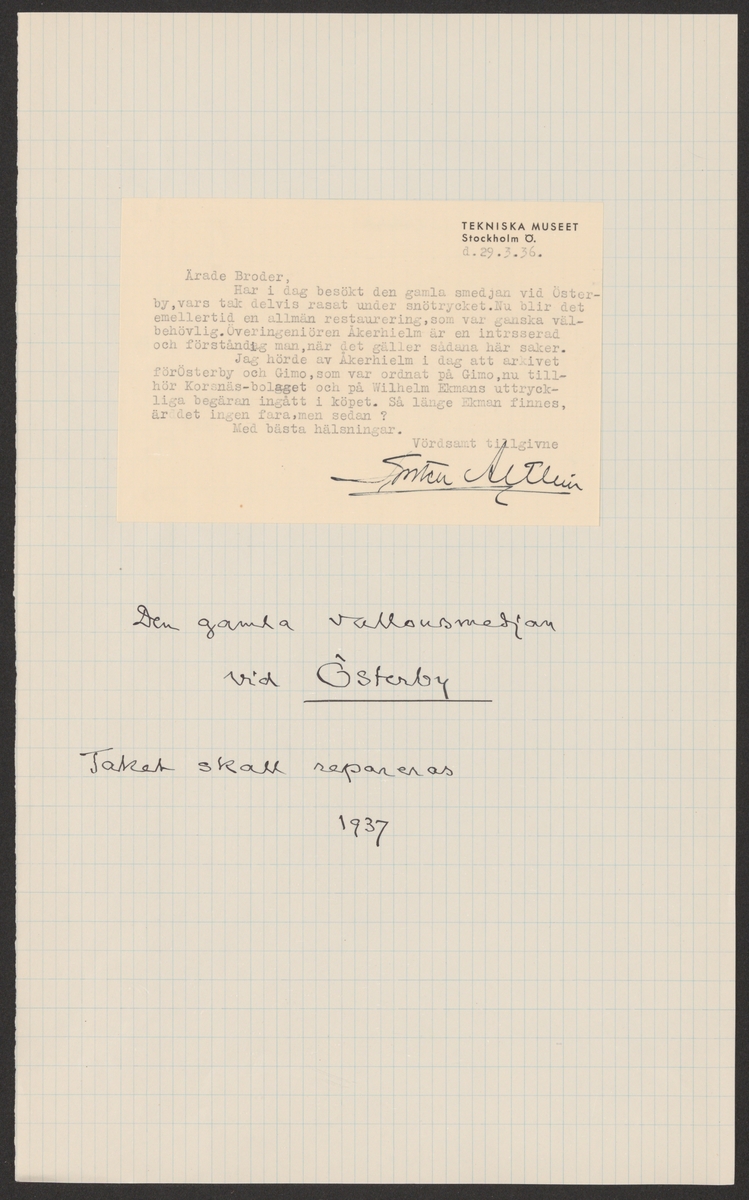 TEKNISKA MUSEET
Stockholm Ö.
d.29.3.36.
Ärade Broder,
Har i dag besökt den gamla smedjan vid Öster-
by,vars tak delvis rasat under snötrycket.Nu blir det
emellertid en allmän restaurering,som var ganska väl-
behövlig.Överingeniören Åkerhielm är en intrsserad
och förståndig man,när det gäller sådana här saker.
Jag hörde av Åkerhielm i dag att arkivet
förÖsterby och Gimo,som var ordnat på Gimo,nu till-
hör Korsnäs-bolaget och på Wilhelm Ekmans uttryck-
liga begäran ingått i köpet. Så länge Ekman finnes,
är det ingen fara,men sedan ?
Med bästa hälsningar.
Vördsamt tillgivne
Torsten Althin
Den gamla vallonsmedjan
vid Österby
Taket skall repareras
1937